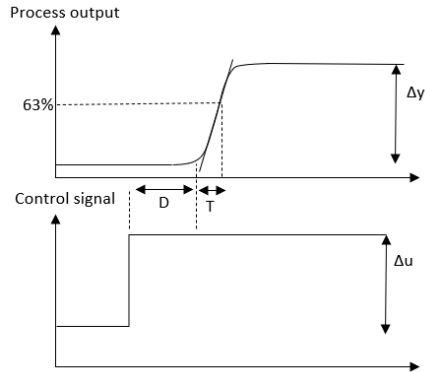 Process output
63%
Δy
D
T
Control signal
Δu